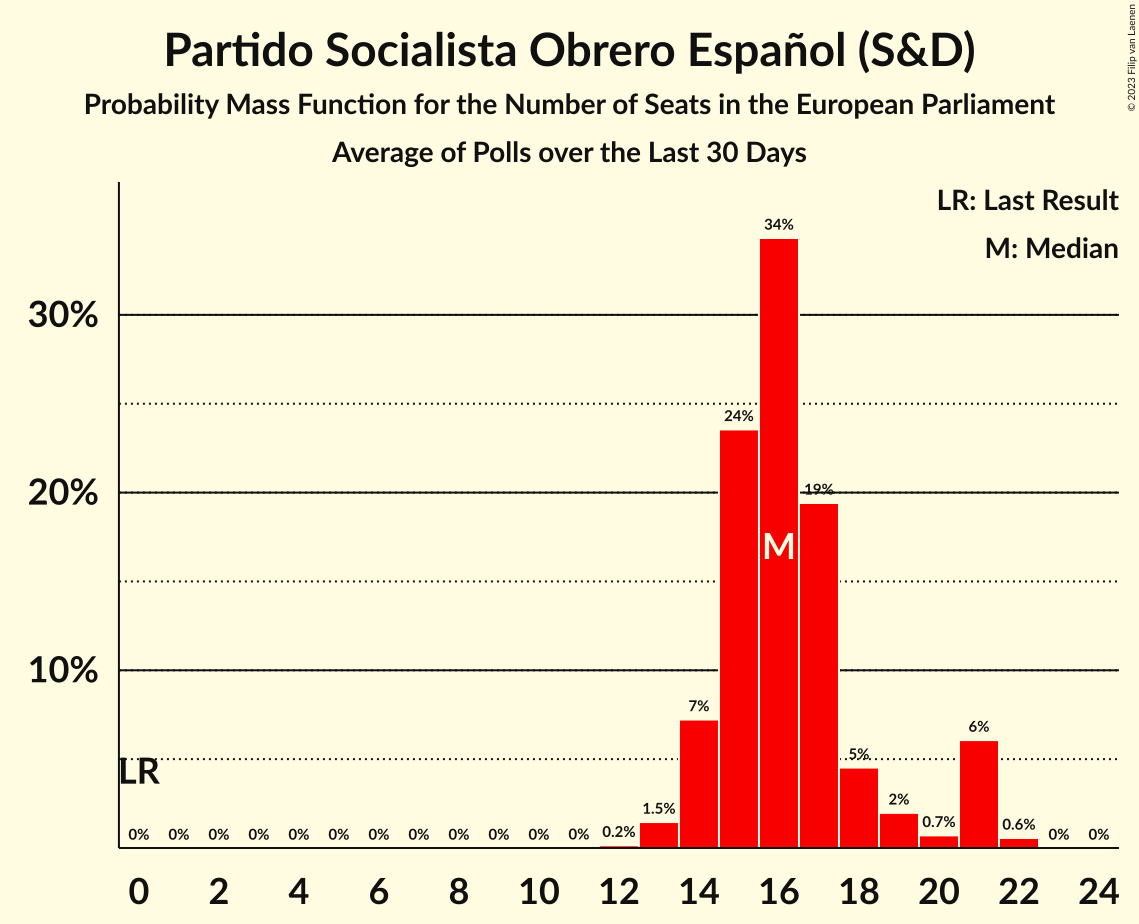 Partido Socialista Obrero Español (S&D)
Probability Mass Function for the Number of Seats in the European Parliament
Average of Polls over the Last 30 Days
© 2023 Filip van Laenen
LR: Last Result
M: Median
34%
30%
24%
20%
19%
M
10%
7%
6%
5%
LR
2%
1.5%
0.7%
0.6%
0.2%
0% 0% 0% 0% 0% 0% 0% 0% 0% 0% 0% 0% 0% 0%
0 2 4 6 8 10 12 14 16 18 20 22 24